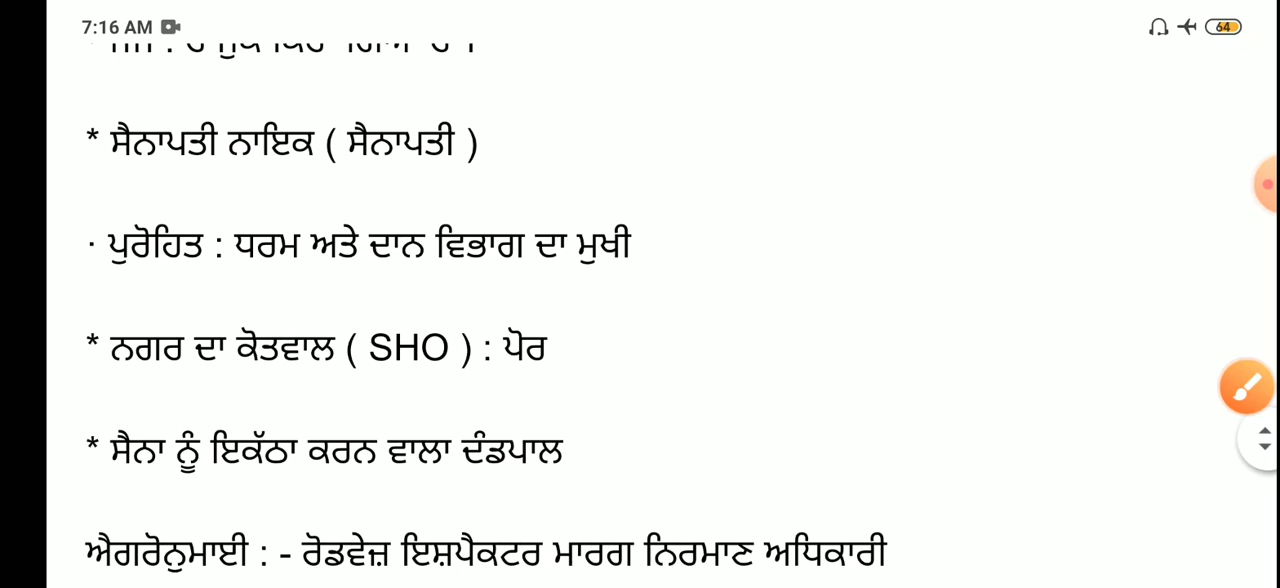 7:16 AM
64
* ਸੈਨਾਪਤੀ ਨਾਇਕ ( ਸੈਨਾਪਤੀ )
· ਪੁਰੋਹਿਤ : ਧਰਮ ਅਤੇ ਦਾਨ ਵਿਭਾਗ ਦਾ ਮੁਖੀ
* ਨਗਰ ਦਾ ਕੋਤਵਾਲ ( SHO ) : ਪੋਰ
* ਸੈਨਾ ਨੂੰ ਇਕੱਠਾ ਕਰਨ ਵਾਲਾ ਦੰਡਪਾਲ
ਐਗਰੋਨੁਮਾਈ : - ਰੋਡਵੇਜ਼ ਇਸ਼ਪੈਕਟਰ ਮਾਰਗ ਨਿਰਮਾਣ ਅਧਿਕਾਰੀ